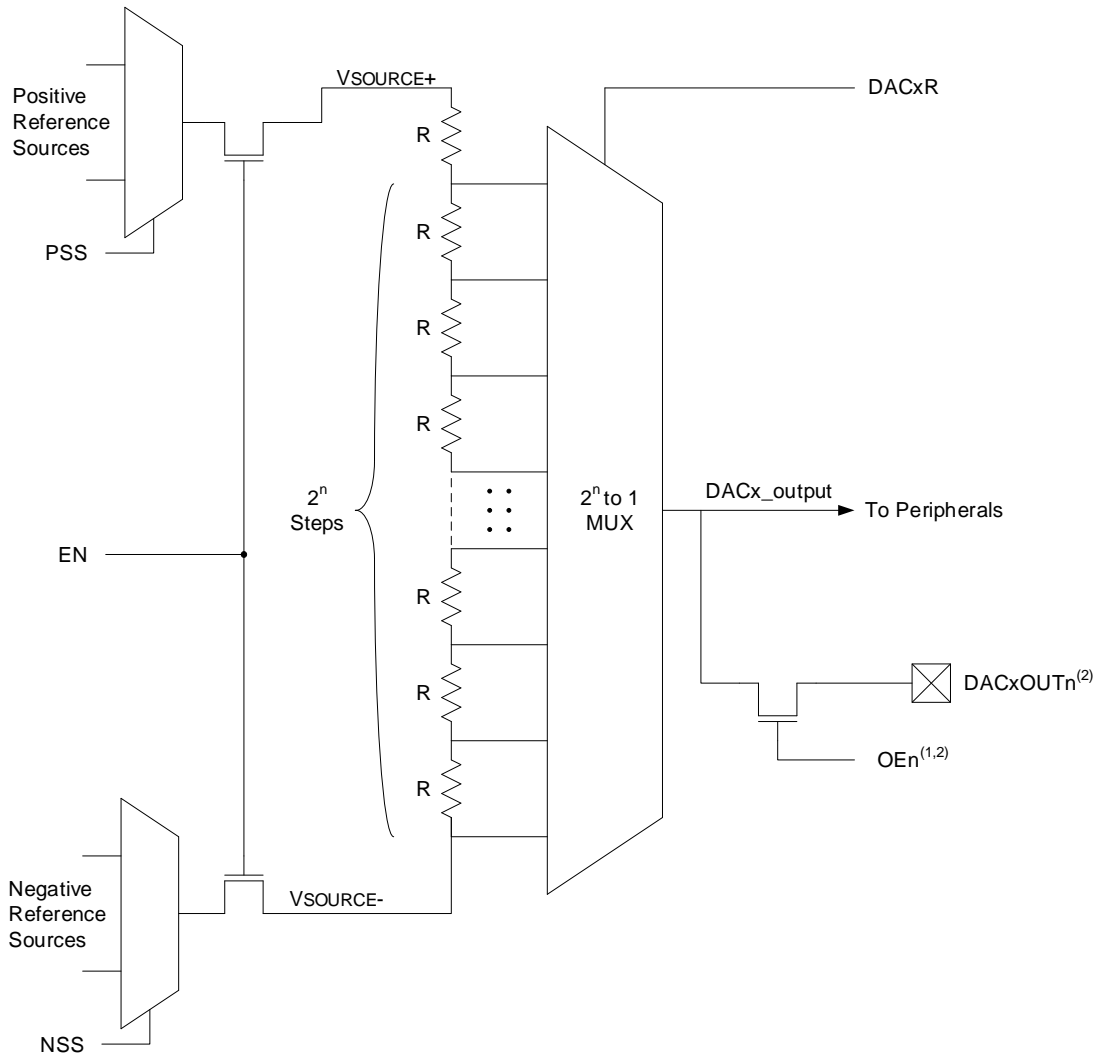 Positive
Reference
Sources
PSS
VSOURCE+
DACxR
R
R
R
R
2ⁿ
Steps
2ⁿ to 1
MUX
DACx_output
To Peripherals
EN
R
R
R
DACxOUTn⁽²⁾
OEn⁽¹,²⁾
Negative
Reference
Sources
VSOURCE-
NSS